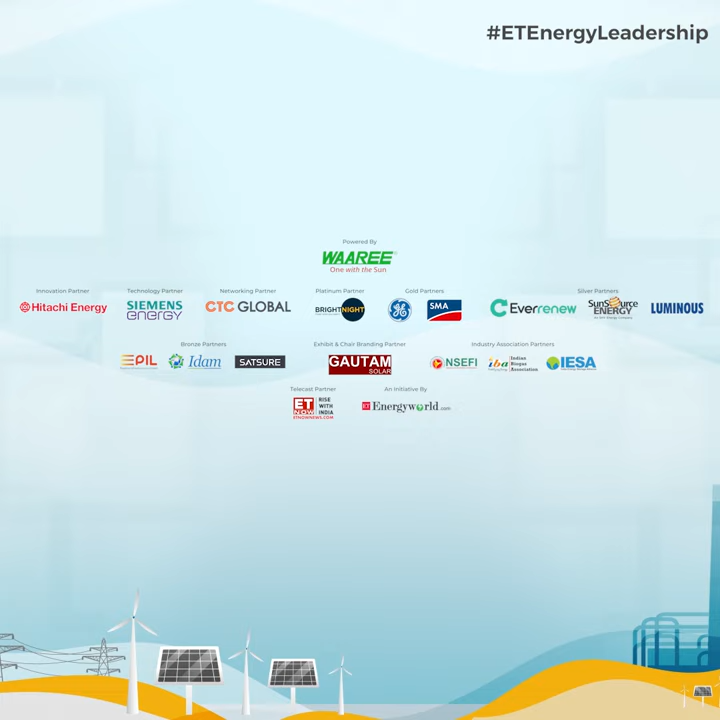 #ETEnergyLeadership
Powered By
WAAREE
One with the Sun
Innovation Partner
Technology Partner
Networking Partner
Platinum Partner
Gold Partners
Silver Partners
Hitachi Energy
SIEMENS
energy
CTC GLOBAL
BRIGHTNIGHT
GE
SMA
Everrenew
SunSource
ENERGY
LUMINOUS
Bronze Partners
Exhibit & Chair Branding Partner
Industry Association Partners
EPIL
Idam
SATSURE
GAUTAM
SOLAR
NSEFI
iba
Indian
Biogas
Association
IESA
Telecast Partner
An Initiative By
ET
NOW
RISE
WITH
INDIA
ETNOWNEWS.COM
ET Energyworld.com